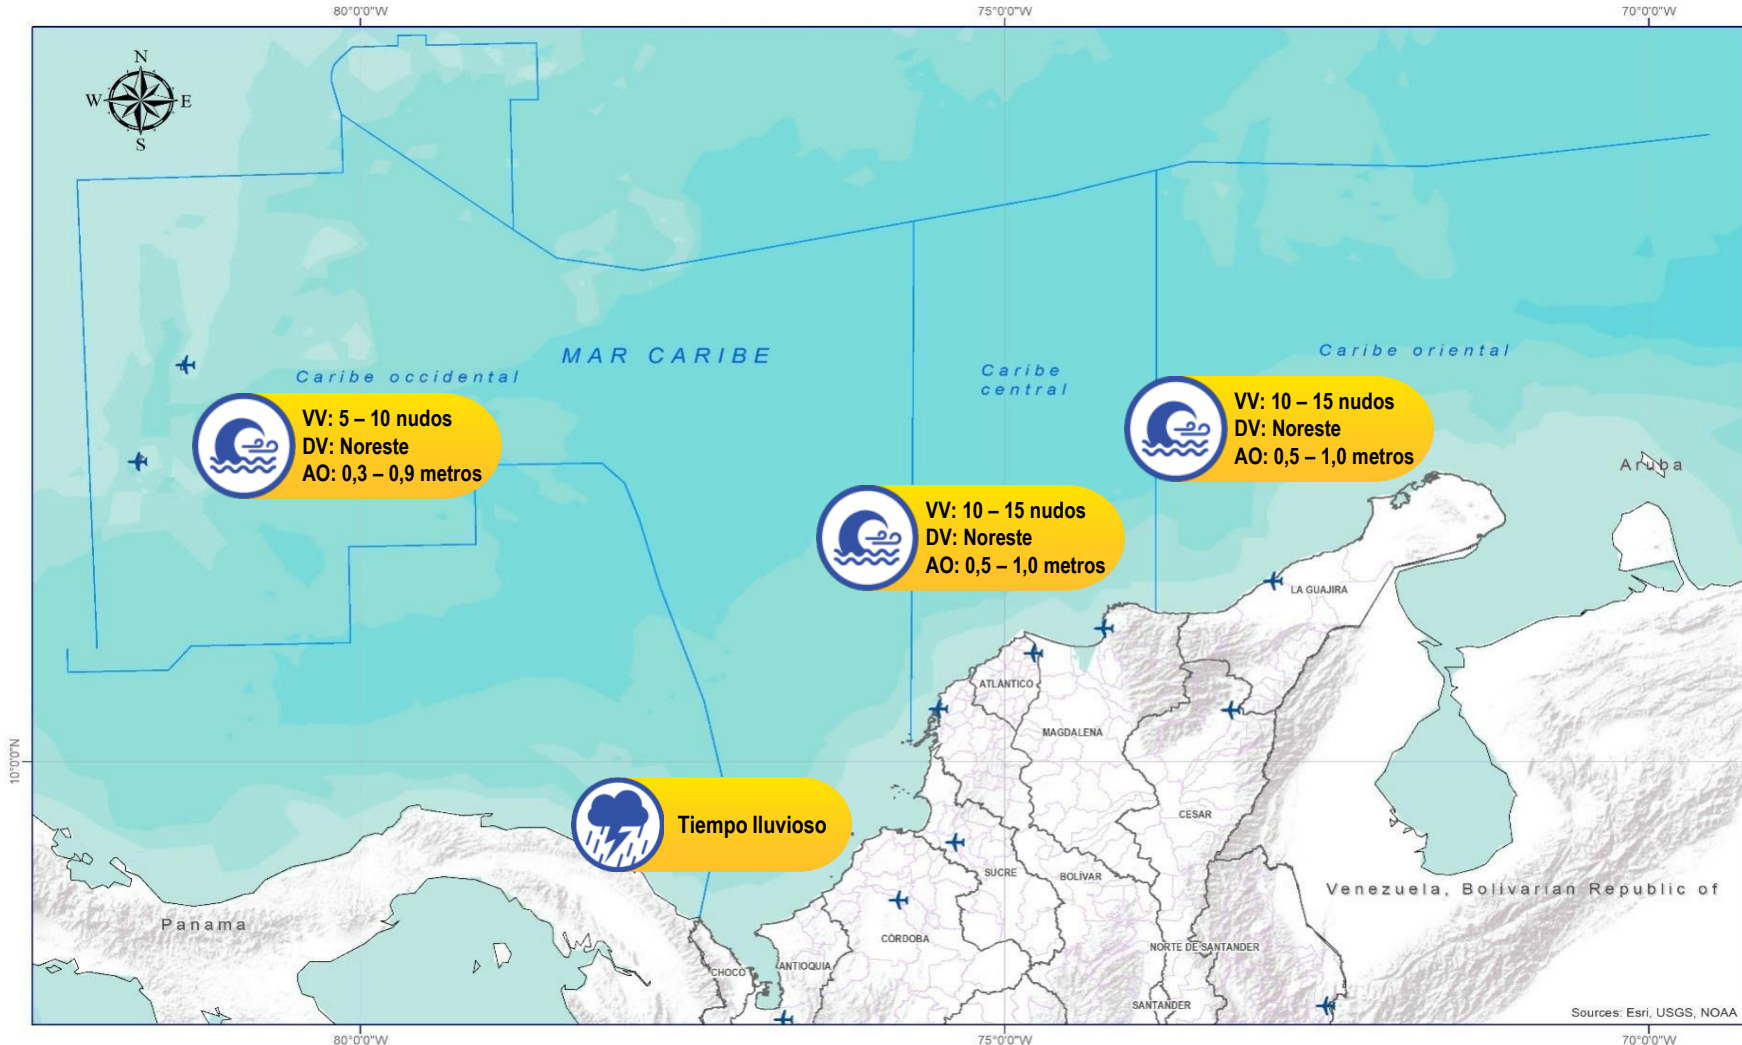 80°0'0"W
75°0'0"W
70°0'0"W
N
W
E
S
MAR CARIBE
Caribe occidental
Caribe
central
Caribe oriental
VV: 5 – 10 nudos
DV: Noreste
AO: 0,3 – 0,9 metros
VV: 10 – 15 nudos
DV: Noreste
AO: 0,5 – 1,0 metros
VV: 10 – 15 nudos
DV: Noreste
AO: 0,5 – 1,0 metros
Aruba
LA GUAJIRA
ATLÁNTICO
MAGDALENA
10°0'0"N
Tiempo lluvioso
CESAR
SUCRE
BOLÍVAR
Venezuela, Bolivarian Republic of
Panama
CÓRDOBA
NORTE DE SANTANDER
CHOCÓ
ANTIOQUIA
SANTANDER
Sources: Esri, USGS, NOAA
80°0'0"W
75°0'0"W
70°0'0"W